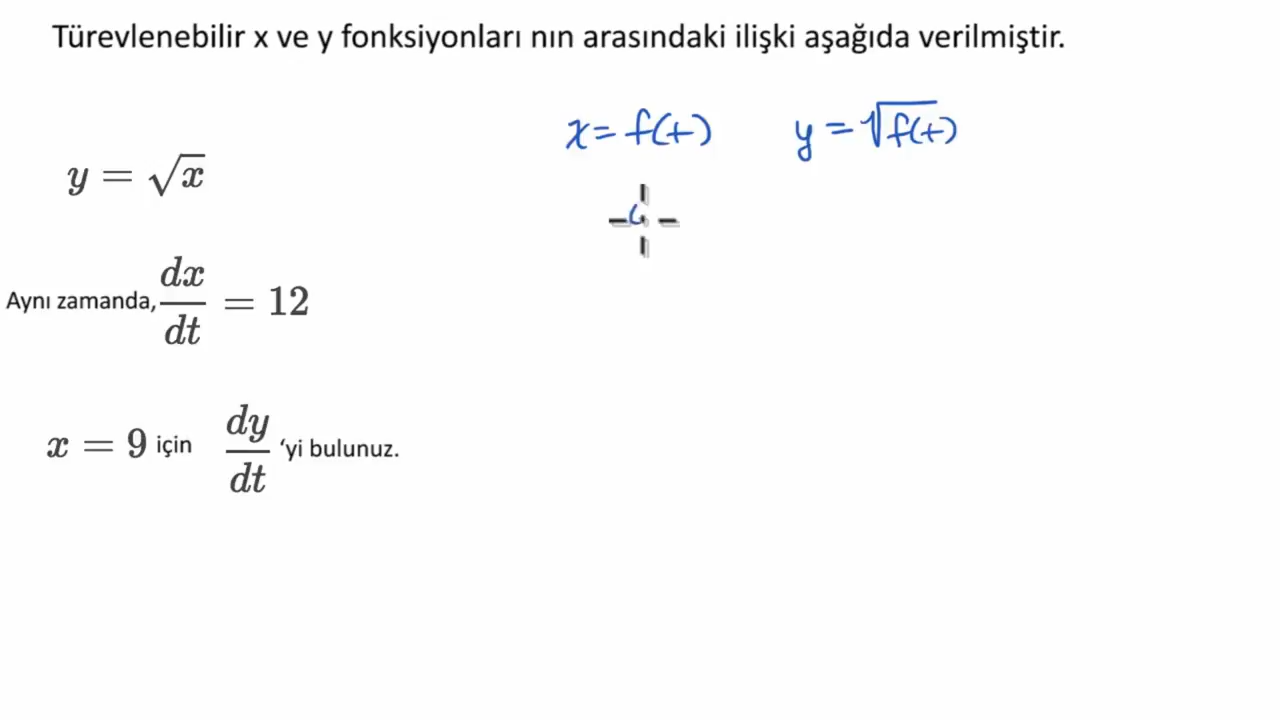 Türevlenebilir x ve y fonksiyonları nın arasındaki ilişki aşağıda verilmiştir.
x = f(t) y = √f(t)
y = √x
Aynı zamanda, dx/dt = 12
x = 9 için dy/dt 'yi bulunuz.